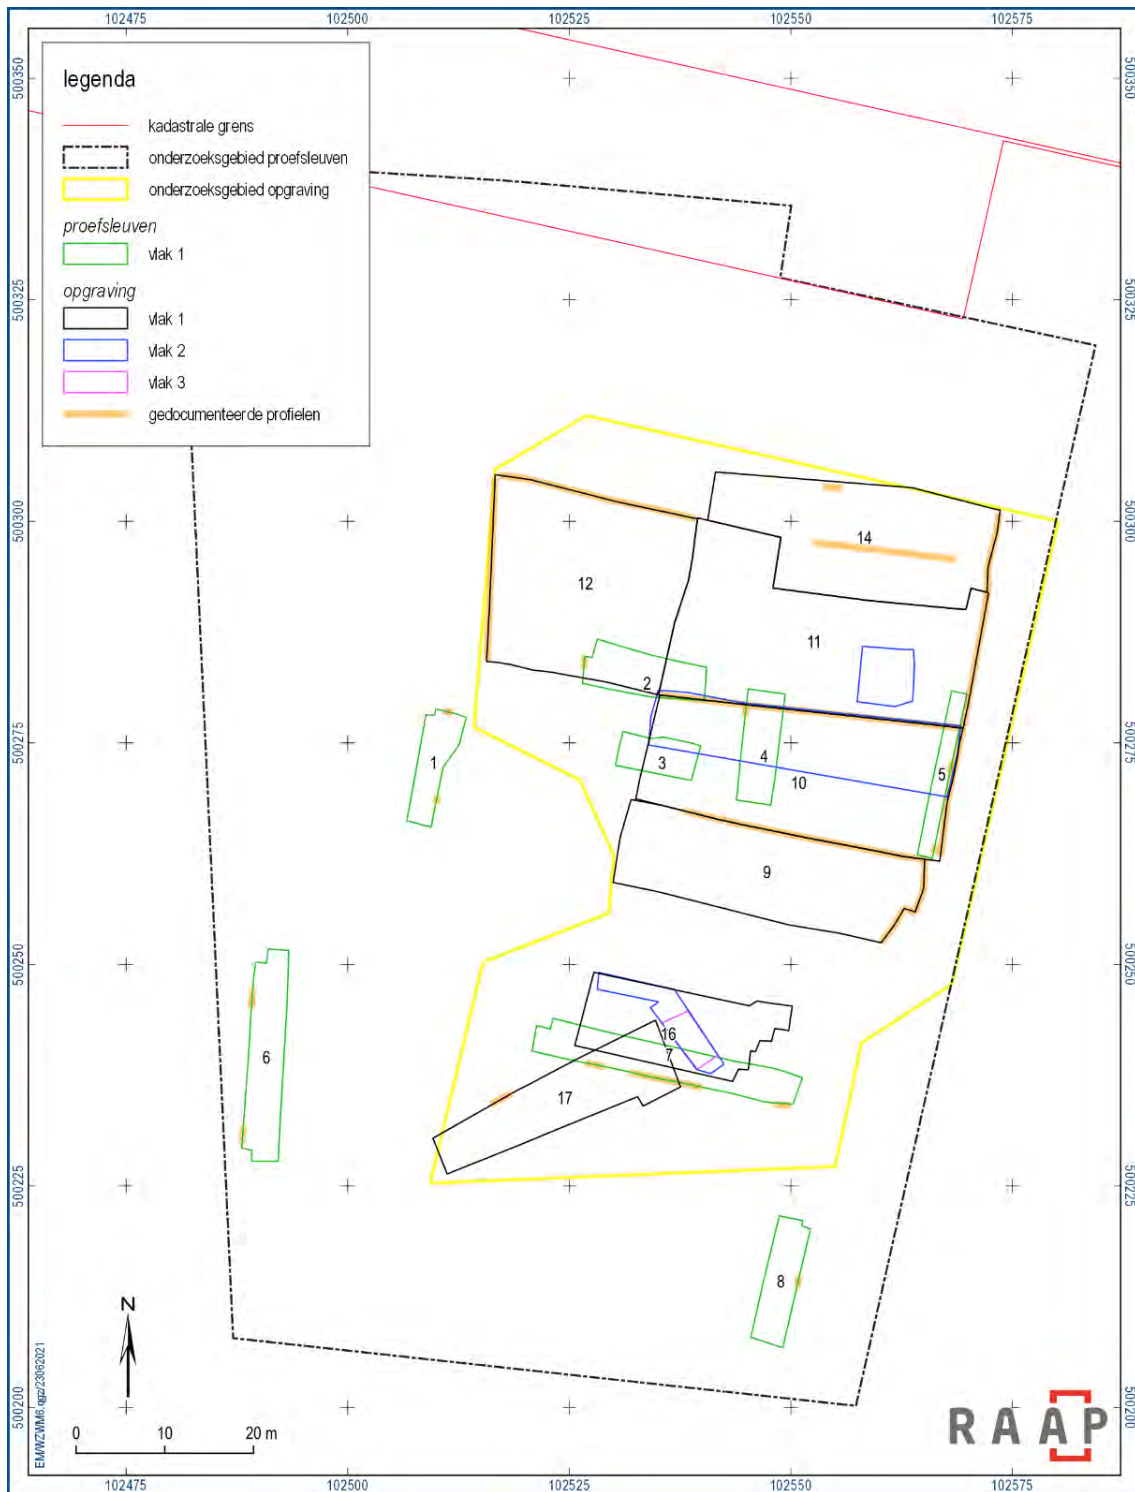 102475 102500 102525 102550 102575
500350 500350
legenda
kadastrale grens
onderzoeksgebied proefsleuven
onderzoeksgebied opgraving
proefsleuven
vlak 1
opgraving
vlak 1
vlak 2
vlak 3
gedocumenteerde profielen
500325 500325
500300 500300
14
12
11
2
500275 500275
1
3
4
5
10
9
500250 500250
16
7
6
17
500225 500225
8
N
EM/WZWM6.qgz/23062021
0 10 20 m
500200 500200
RAAP
102475 102500 102525 102550 102575